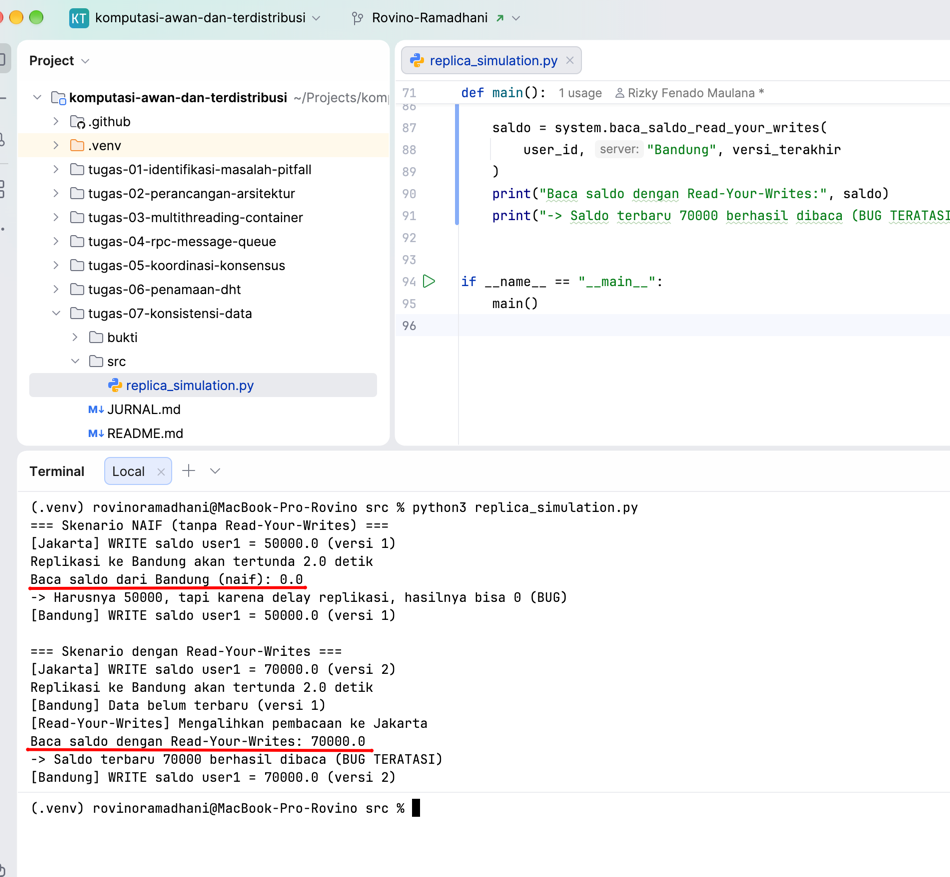 KT komputasi-awan-dan-terdistribusi Rovino-Ramadhani
Project
komputasi-awan-dan-terdistribusi ~/Projects/kom
.github
.venv
tugas-01-identifikasi-masalah-pitfall
tugas-02-perancangan-arsitektur
tugas-03-multithreading-container
tugas-04-rpc-message-queue
tugas-05-koordinasi-konsensus
tugas-06-penamaan-dht
tugas-07-konsistensi-data
bukti
src
replica_simulation.py
M↓ JURNAL.md
M↓ README.md
replica_simulation.py
71 def main(): 1 usage Rizky Fenado Maulana *
86
87 saldo = system.baca_saldo_read_your_writes(
88 user_id, server: "Bandung", versi_terakhir
89 )
90 print("Baca saldo dengan Read-Your-Writes:", saldo)
91 print("-> Saldo terbaru 70000 berhasil dibaca (BUG TERATASI
92
93
94 if __name__ == "__main__":
95 main()
96
Terminal Local
(.venv) rovinoramadhani@MacBook-Pro-Rovino src % python3 replica_simulation.py
=== Skenario NAIF (tanpa Read-Your-Writes) ===
[Jakarta] WRITE saldo user1 = 50000.0 (versi 1)
Replikasi ke Bandung akan tertunda 2.0 detik
Baca saldo dari Bandung (naif): 0.0
-> Harusnya 50000, tapi karena delay replikasi, hasilnya bisa 0 (BUG)
[Bandung] WRITE saldo user1 = 50000.0 (versi 1)
=== Skenario dengan Read-Your-Writes ===
[Jakarta] WRITE saldo user1 = 70000.0 (versi 2)
Replikasi ke Bandung akan tertunda 2.0 detik
[Bandung] Data belum terbaru (versi 1)
[Read-Your-Writes] Mengalihkan pembacaan ke Jakarta
Baca saldo dengan Read-Your-Writes: 70000.0
-> Saldo terbaru 70000 berhasil dibaca (BUG TERATASI)
[Bandung] WRITE saldo user1 = 70000.0 (versi 2)
(.venv) rovinoramadhani@MacBook-Pro-Rovino src %